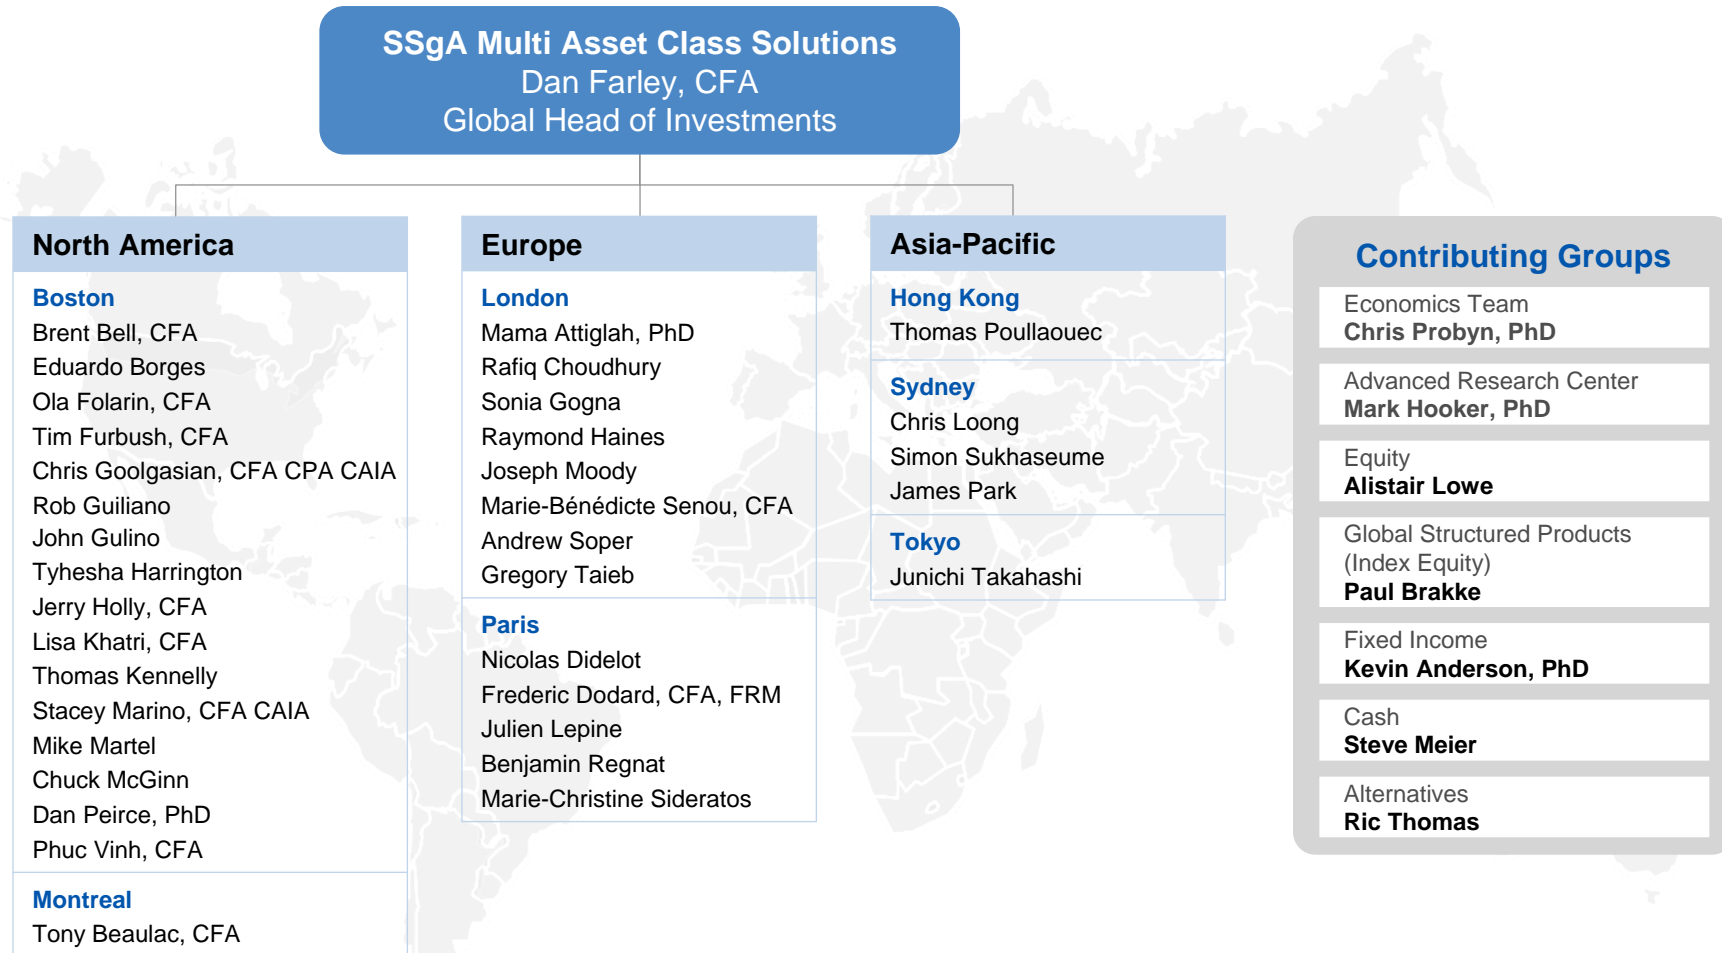 SSgA Multi Asset Class Solutions
Dan Farley, CFA
Global Head of Investments
North America
Boston
Brent Bell, CFA
Eduardo Borges
Ola Folarin, CFA
Tim Furbush, CFA
Chris Goolgasian, CFA CPA CAIA
Rob Guiliano
John Gulino
Tyhesha Harrington
Jerry Holly, CFA
Lisa Khatri, CFA
Thomas Kennelly
Stacey Marino, CFA CAIA
Mike Martel
Chuck McGinn
Dan Peirce, PhD
Phuc Vinh, CFA
Montreal
Tony Beaulac, CFA
Europe
London
Mama Attiglah, PhD
Rafiq Choudhury
Sonia Gogna
Raymond Haines
Joseph Moody
Marie-Bénédicte Senou, CFA
Andrew Soper
Gregory Taieb
Paris
Nicolas Didelot
Frederic Dodard, CFA, FRM
Julien Lepine
Benjamin Regnat
Marie-Christine Sideratos
Asia-Pacific
Hong Kong
Thomas Poullaouec
Sydney
Chris Loong
Simon Sukhaseume
James Park
Tokyo
Junichi Takahashi
Contributing Groups
Economics Team
Chris Probyn, PhD
Advanced Research Center
Mark Hooker, PhD
Equity
Alistair Lowe
Global Structured Products
(Index Equity)
Paul Brakke
Fixed Income
Kevin Anderson, PhD
Cash
Steve Meier
Alternatives
Ric Thomas